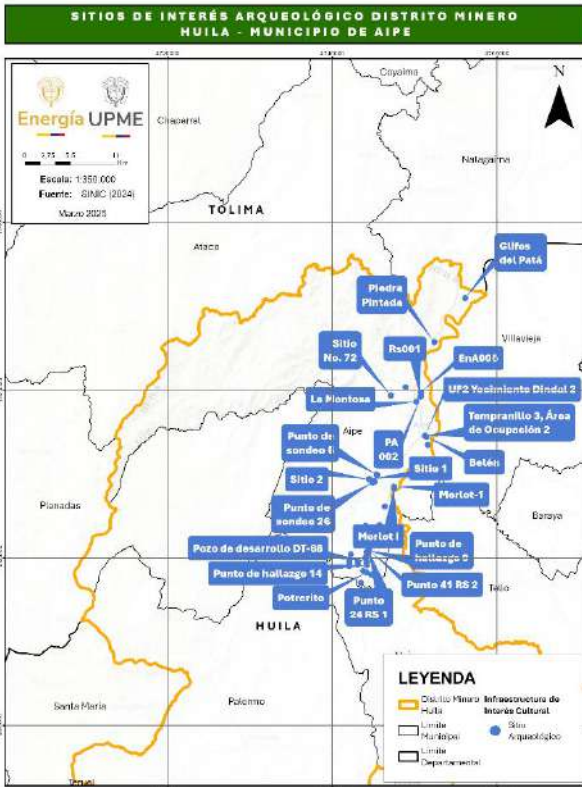 SITIOS DE INTERÉS ARQUEOLÓGICO DISTRITO MINERO
HUILA - MUNICIPIO DE AIPE
Energía UPME
Escala: 1:350.000
Fuente: SINIC (2024)
Marzo 2025
N
Coyaima
Chaparral
Natagaima
TOLIMA
Ataco
Glifos
del Patá
Piedra
Pintada
Villavieja
Sitio
No. 72
Rs001
EnA006
UF2 Yacimiento Dindal 2
La Montosa
Tempranillo 3, Área
de Ocupación 2
Aipe
PA
002
Belén
Punto de
sondeo 6
Sitio 1
Sitio 2
Merlot-1
Planadas
Baraya
Punto de
sondeo 26
Merlot I
Punto de
hallazgo 9
Pozo de desarrollo DT-88
Punto de hallazgo 14
Punto 41 RS 2
Tello
Potrerito
Punto
24 RS 1
HUILA
Santa María
Palermo
Teruel
LEYENDA
Distrito Minero
Huila
Límite
Municipal
Límite
Departamental
Infraestructura de
Interés Cultural
Sitio
Arqueológico